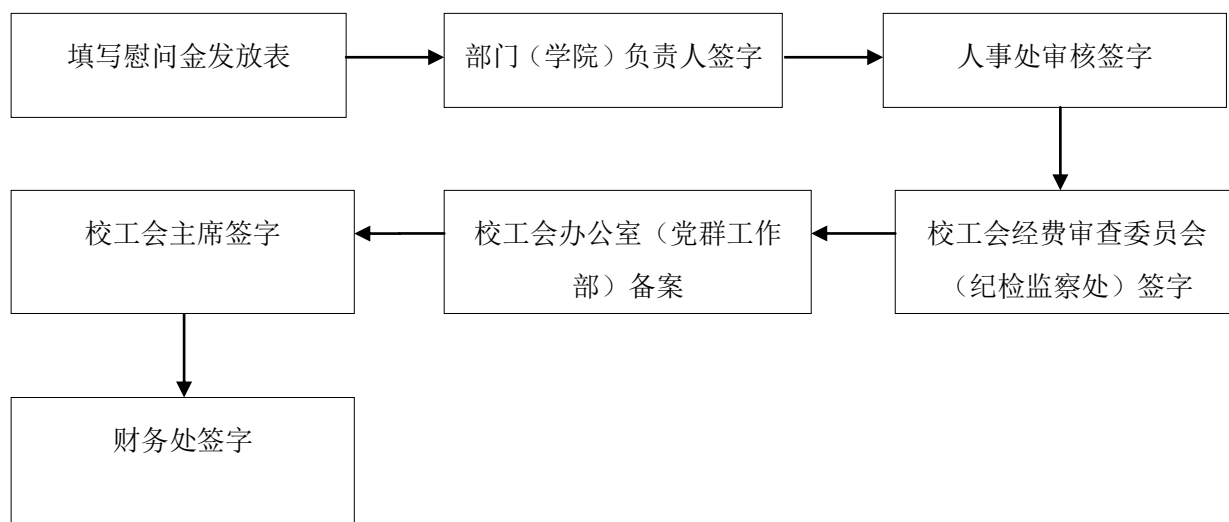 填写慰问金发放表
部门（学院）负责人签字
人事处审核签字
校工会经费审查委员会
（纪检监察处）签字
校工会办公室（党群工作
部）备案
校工会主席签字
财务处签字